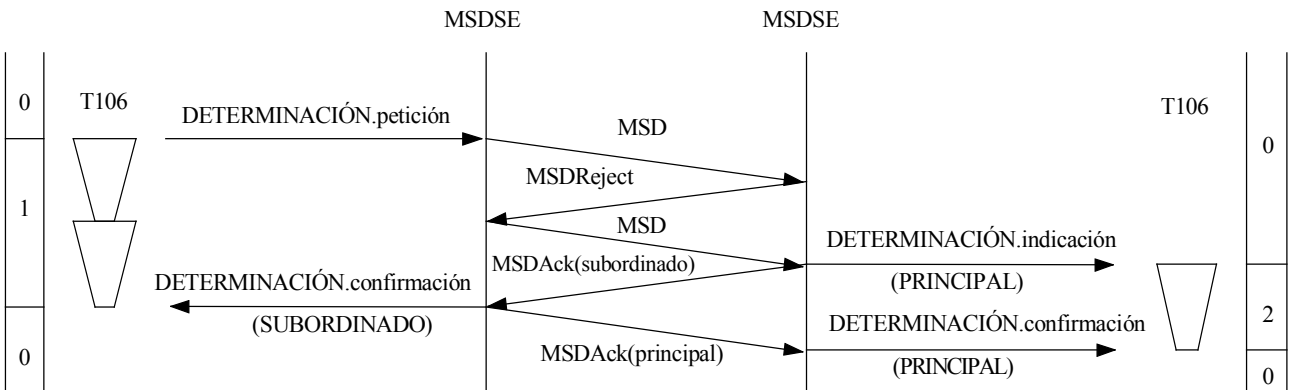 MSDSE MSDSE
0 T106 T106
DETERMINACIÓN.petición MSD
0
MSDReject
1
MSD
DETERMINACIÓN.indicación
MSDAck(subordinado)
DETERMINACIÓN.confirmación
(PRINCIPAL)
(SUBORDINADO)
DETERMINACIÓN.confirmación
2
0
MSDAck(principal)
(PRINCIPAL)
0